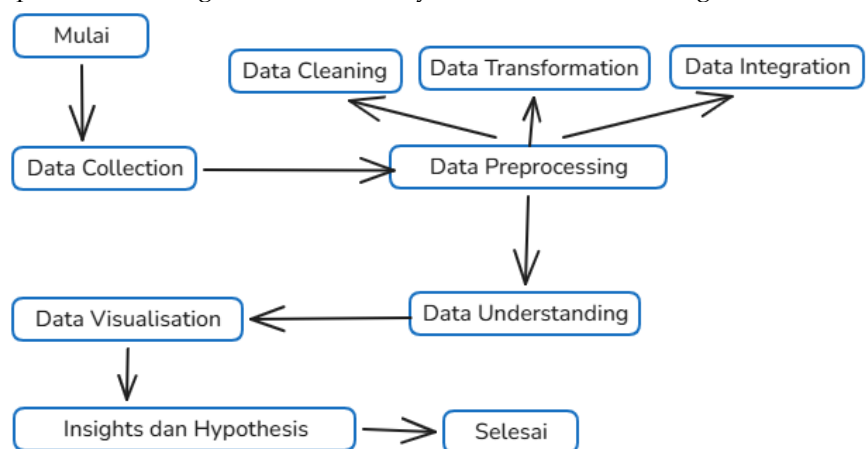 Mulai
Data Cleaning
Data Transformation
Data Integration
Data Collection
Data Preprocessing
Data Visualisation
Data Understanding
Insights dan Hypothesis
Selesai